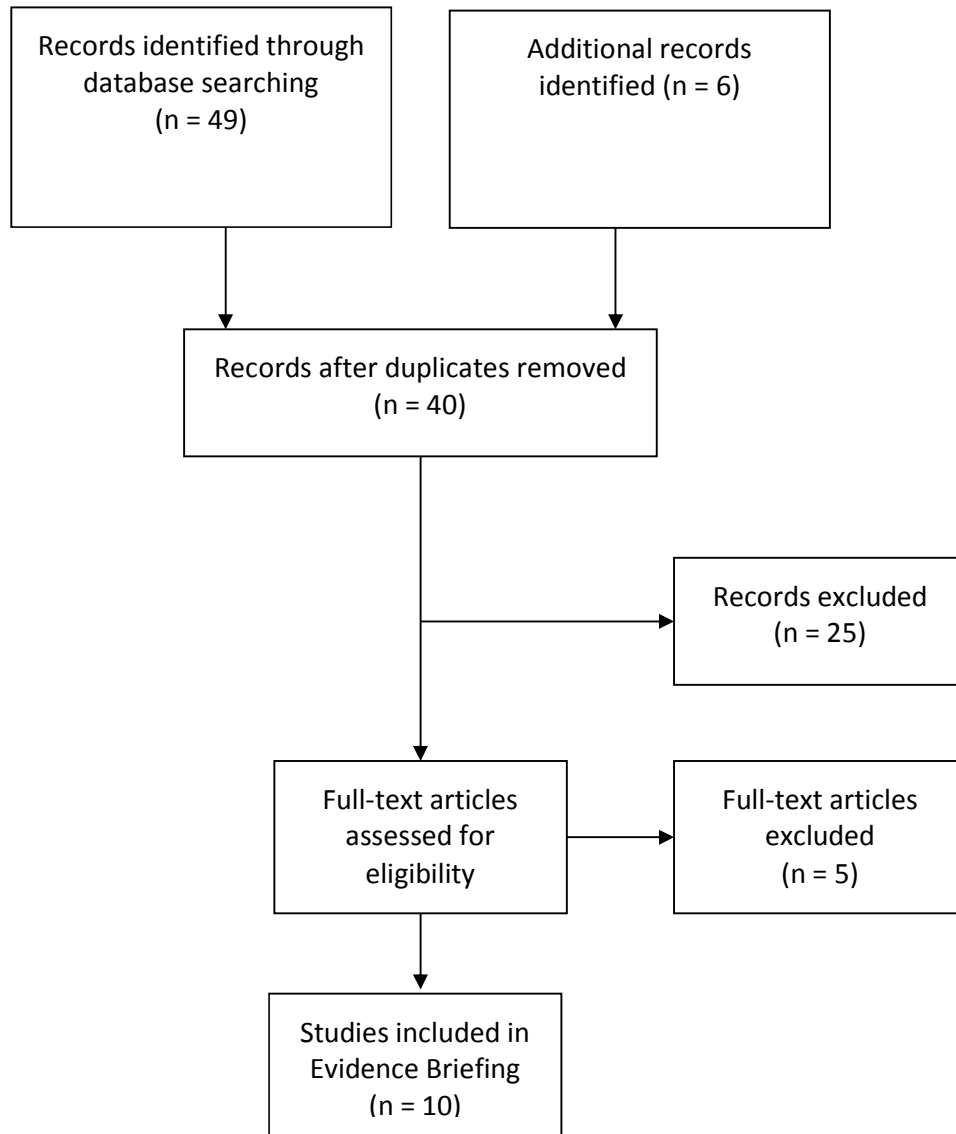 Records identified through
database searching
(n = 49)
Additional records
identified (n = 6)
Records after duplicates removed
(n = 40)
Records excluded
(n = 25)
Full-text articles
assessed for
eligibility
Full-text articles
excluded
(n = 5)
Studies included in
Evidence Briefing
(n = 10)